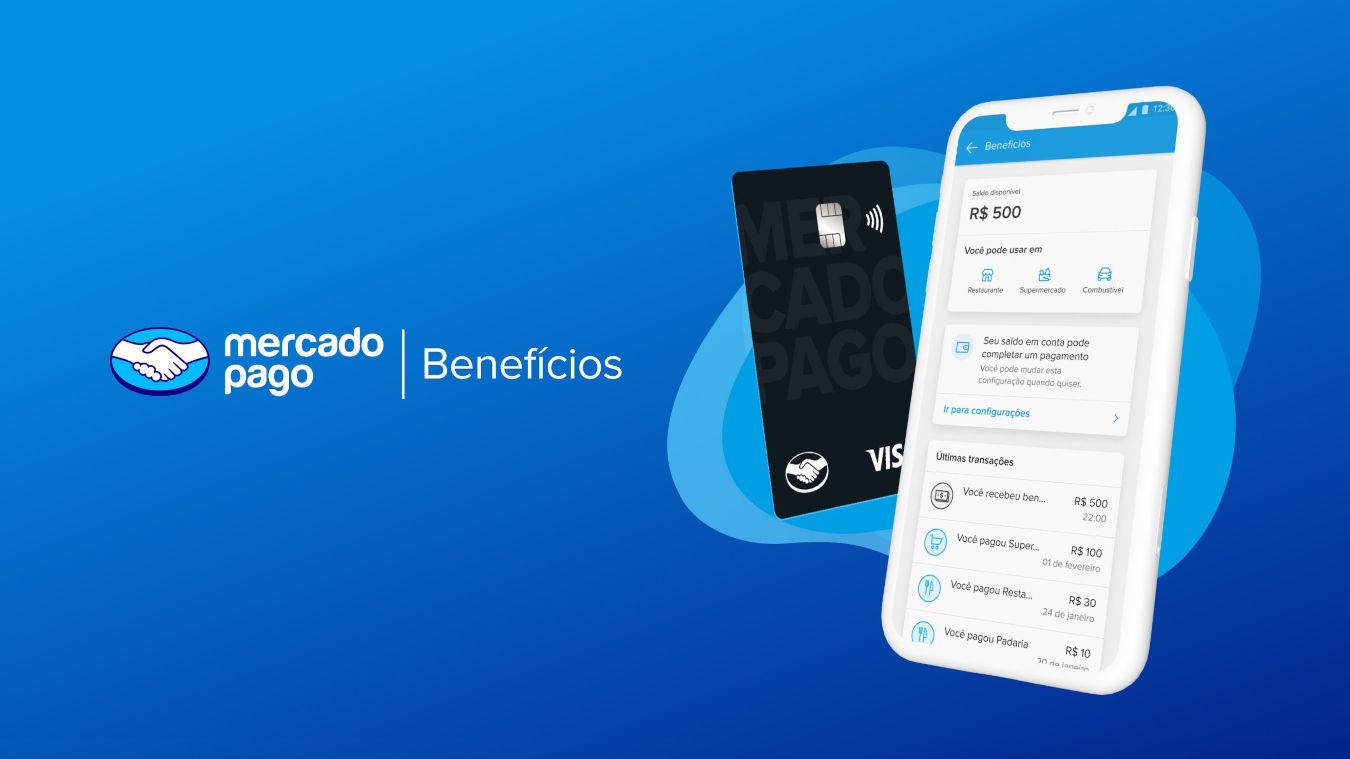 mercado
pago
Benefícios
MER
CADO
PAGO
VIS
12:30
Benefícios
Saldo disponível
R$ 500
Você pode usar em
Restaurante Supermercado Combustível
Seu saldo em conta pode
completar um pagamento
Você pode mudar esta
configuração quando quiser.
Ir para configurações
Últimas transações
Você recebeu ben... R$ 500
22:00
Você pagou Super... R$ 100
01 de fevereiro
Você pagou Resta... R$ 30
24 de janeiro
Você pagou Padaria R$ 10
20 de janeiro